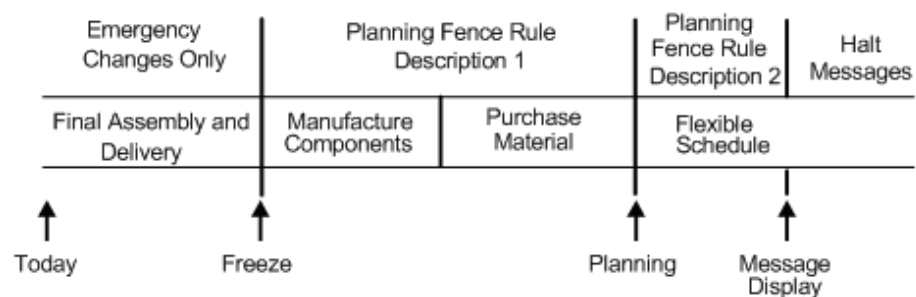 Emergency
Changes Only
Planning Fence Rule
Description 1
Planning
Fence Rule
Description 2
Halt
Messages
Final Assembly and
Delivery
Manufacture
Components
Purchase
Material
Flexible
Schedule
Today
Freeze
Planning
Message
Display